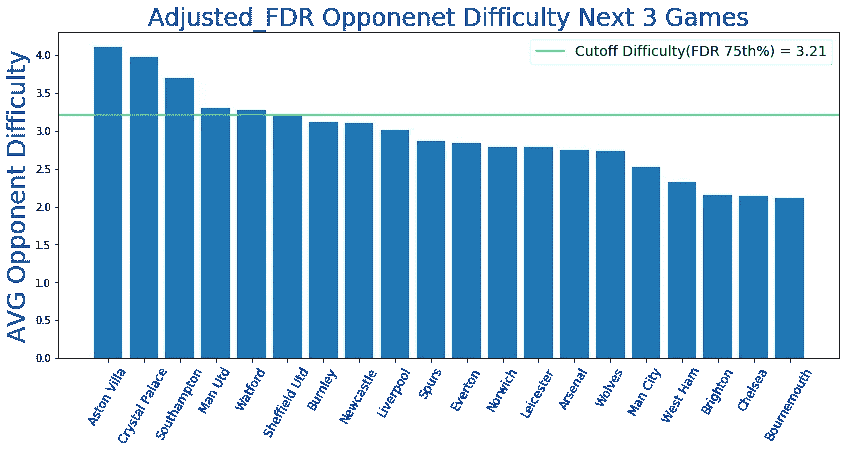 Adjusted_FDR Opponenet Difficulty Next 3 Games
Cutoff Difficulty(FDR 75th%) = 3.21
AVG Opponent Difficulty
4.0
3.5
3.0
2.5
2.0
1.5
1.0
0.5
0.0
Aston Villa
Crystal Palace
Southampton
Man Utd
Watford
Sheffield Utd
Burnley
Newcastle
Liverpool
Spurs
Everton
Norwich
Leicester
Arsenal
Wolves
Man City
West Ham
Brighton
Chelsea
Bournemouth